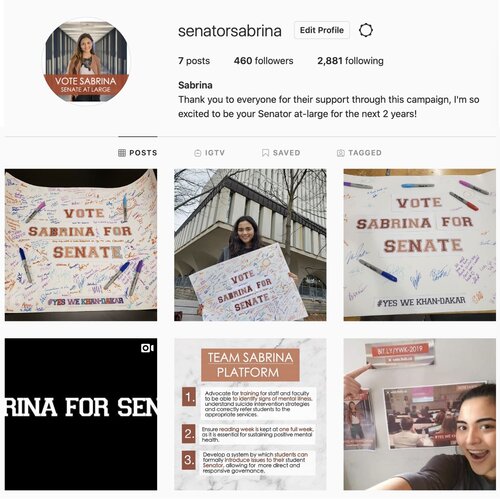 senatorsabrina Edit Profile
7 posts 460 followers 2,881 following
Sabrina
Thank you to everyone for their support through this campaign, I'm so
excited to be your Senator at-large for the next 2 years!
VOTE SABRINA
SENATE AT LARGE
POSTS IGTV SAVED TAGGED
VOTE
SABRINA FOR
SENATE
#YES WE KHAN-DAKAR
VOTE
SABRINA FOR
SENATE
VOTE
SABRINA FOR
SENATE
#YES WE KHAN-DAKAR
RINA FOR SEN
TEAM SABRINA
PLATFORM
1. Advocate for training for staff and faculty
to be able to identify signs of mental illness,
understand suicide intervention strategies
and correctly refer students to the
appropriate services.
2. Ensure reading week is kept at one full week,
as it is essential for sustaining positive mental
health.
3. Develop a system by which students can
formally introduce issues to their student
Senator, allowing for more direct and
responsive governance.
BIT.LY/YWK-2019